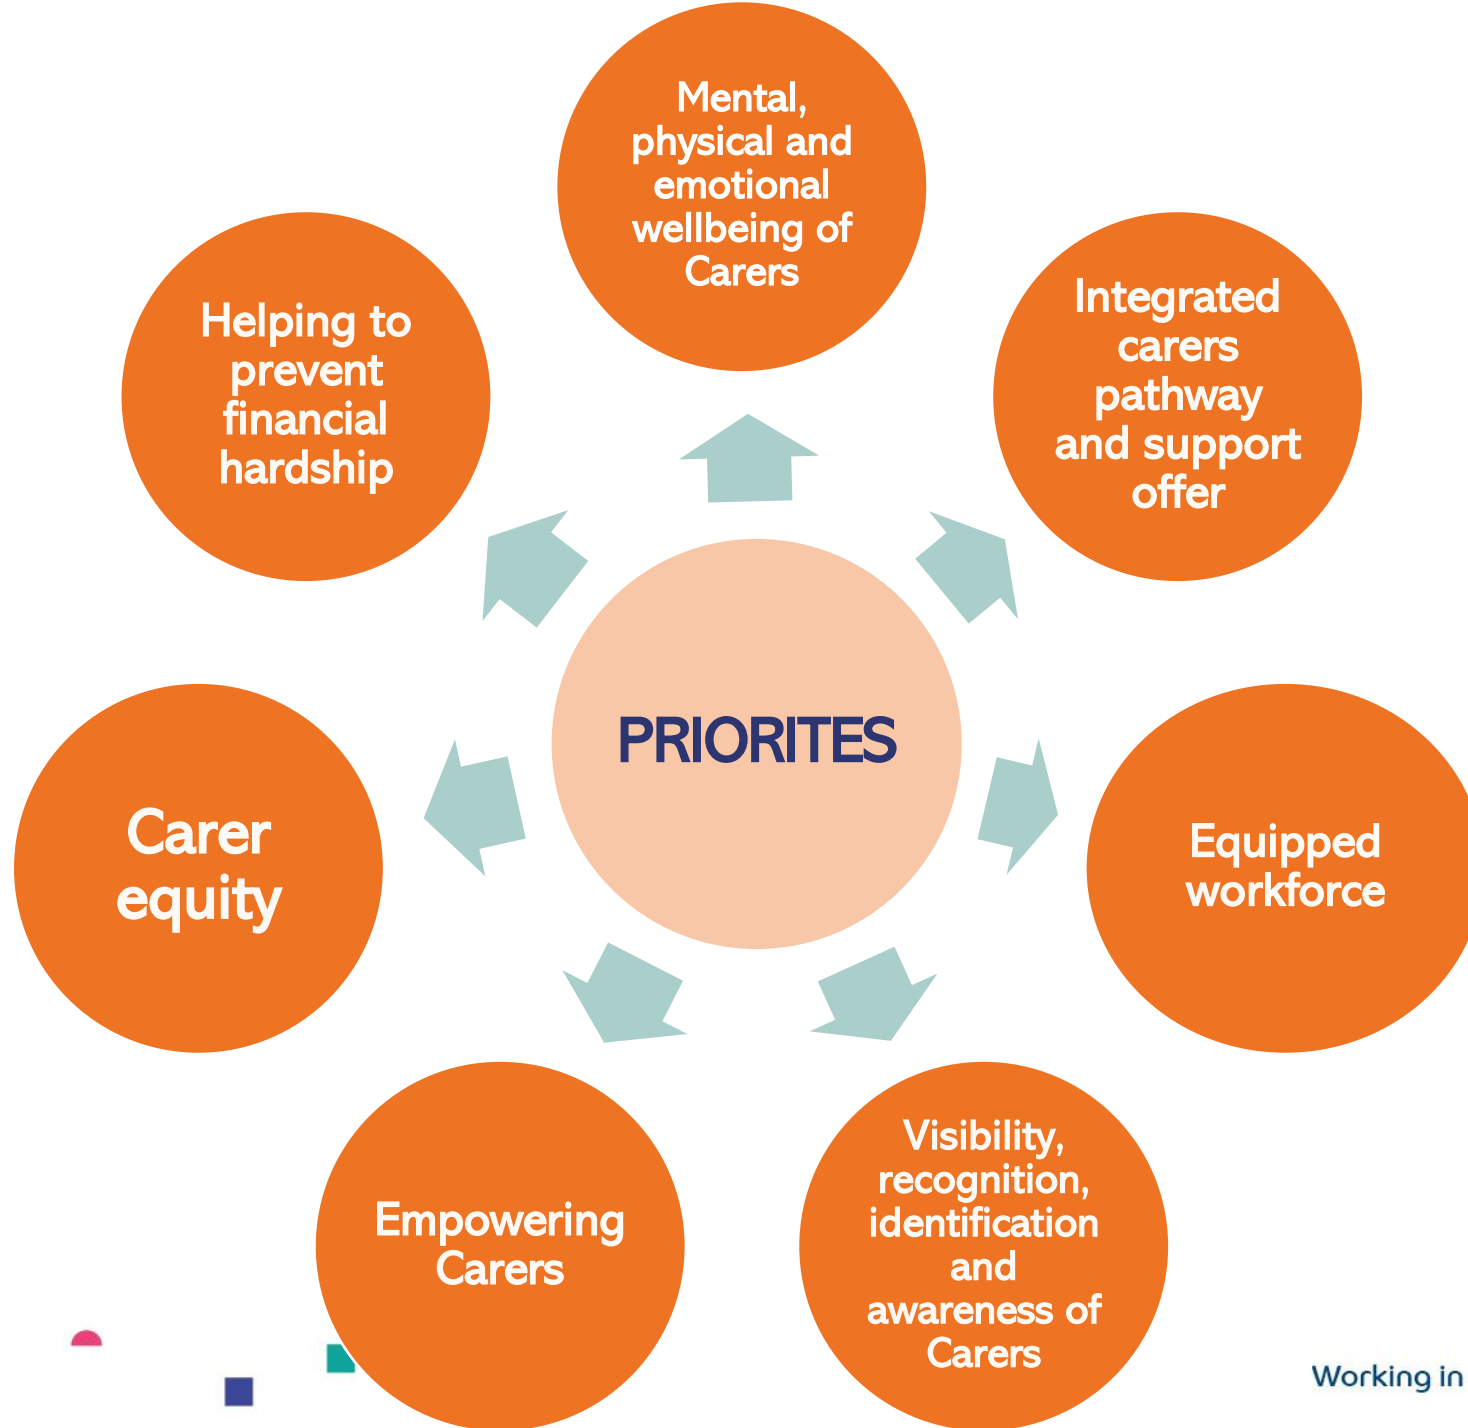 Mental,
physical and
emotional
wellbeing of
Carers
Integrated
carers
pathway
and support
offer
Equipped
workforce
Visibility,
recognition,
identification
and
awareness of
Carers
Empowering
Carers
Carer
equity
Helping to
prevent
financial
hardship
PRIORITES
Working in